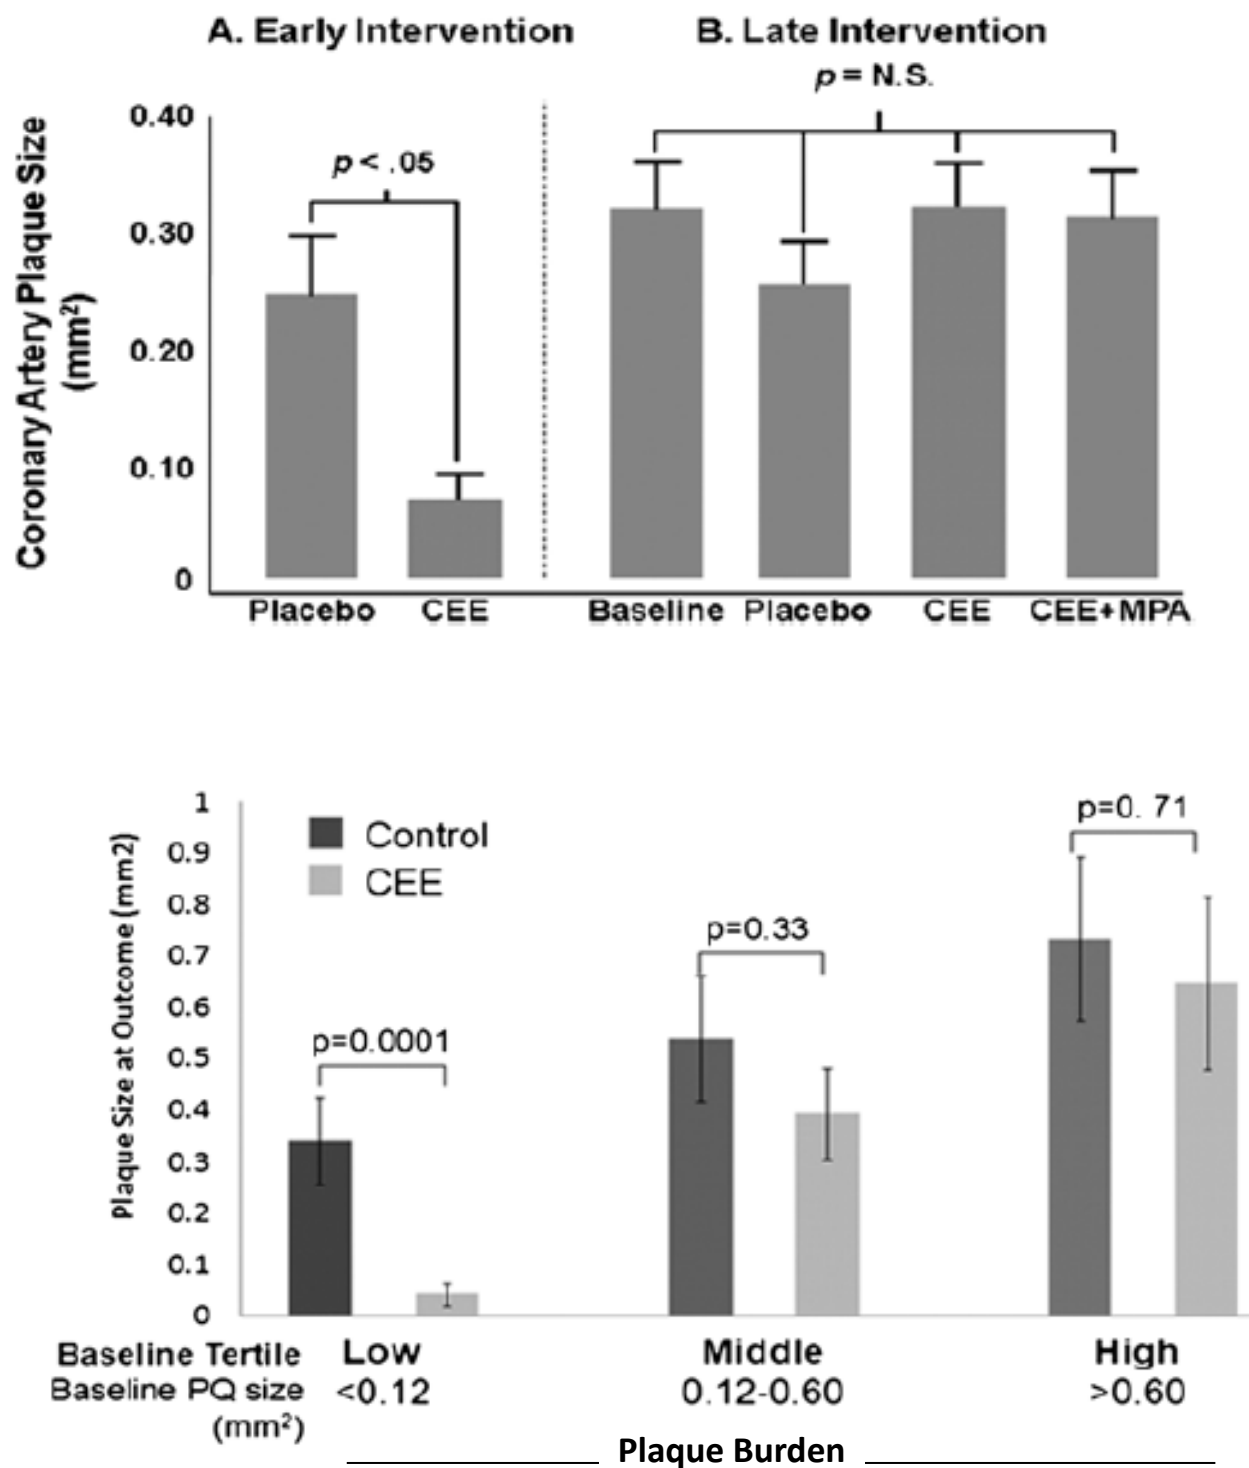 A. Early Intervention
B. Late Intervention
p = N.S.
Coronary Artery Plaque Size
(mm²)
0.40
0.30
0.20
0.10
0
p < .05
Placebo
CEE
Baseline
Placebo
CEE
CEE+MPA
Plaque Size at Outcome (mm2)
1
0.9
0.8
0.7
0.6
0.5
0.4
0.3
0.2
0.1
0
Control
CEE
p=0.0001
p=0.33
p=0. 71
Baseline Tertile Low Middle High
Baseline PQ size <0.12 0.12-0.60 >0.60
(mm²)
Plaque Burden